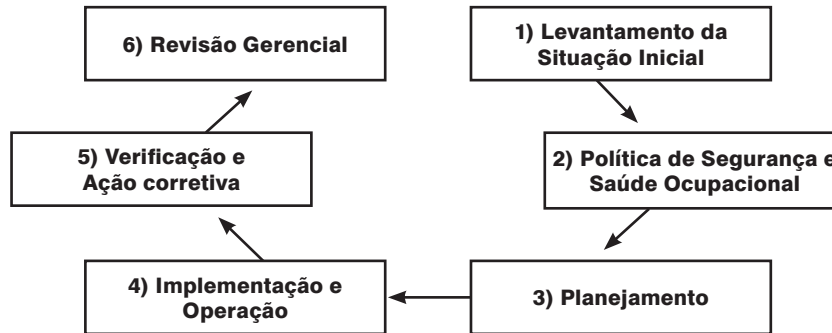 1) Levantamento da
Situação Inicial
2) Política de Segurança e
Saúde Ocupacional
3) Planejamento
4) Implementação e
Operação
5) Verificação e
Ação corretiva
6) Revisão Gerencial